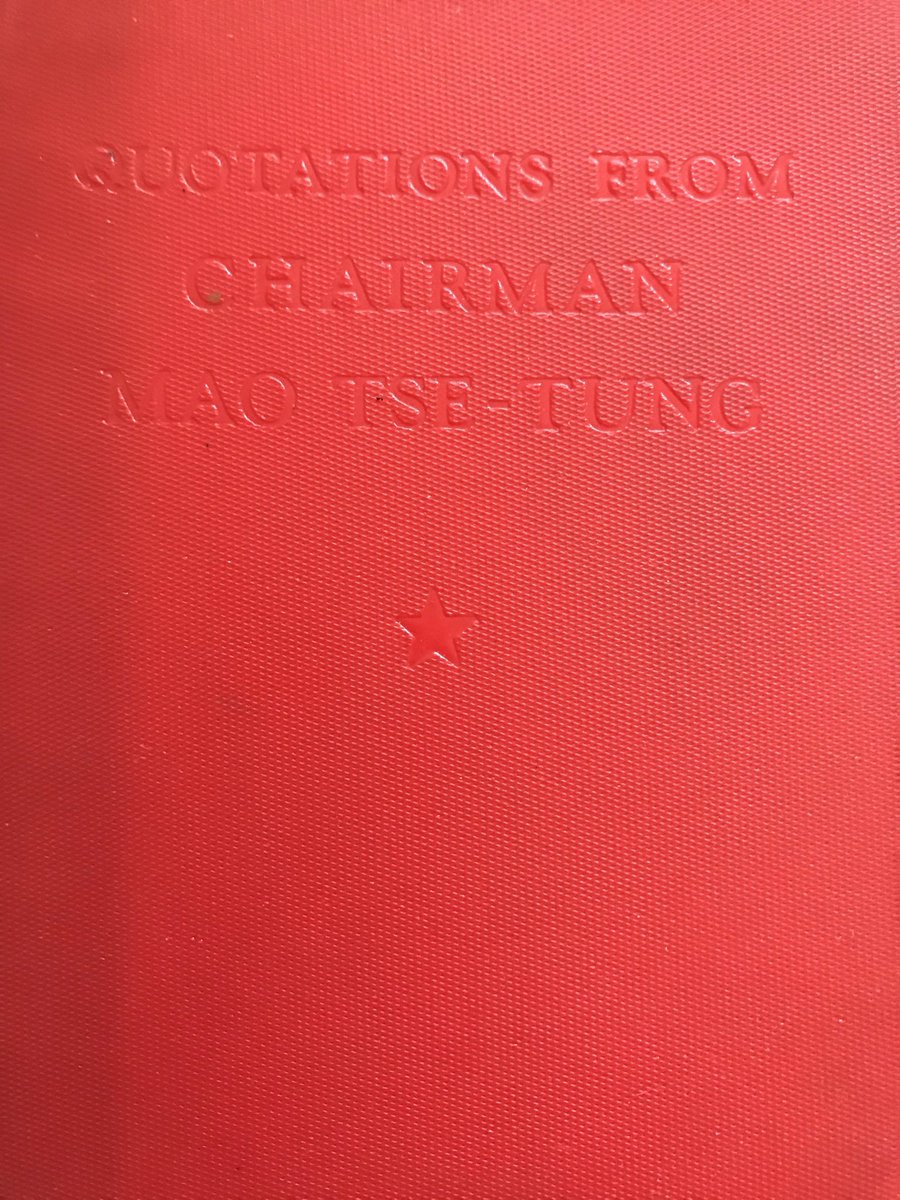 QUOTATIONS FROM
CHAIRMAN
MAO TSE-TUNG